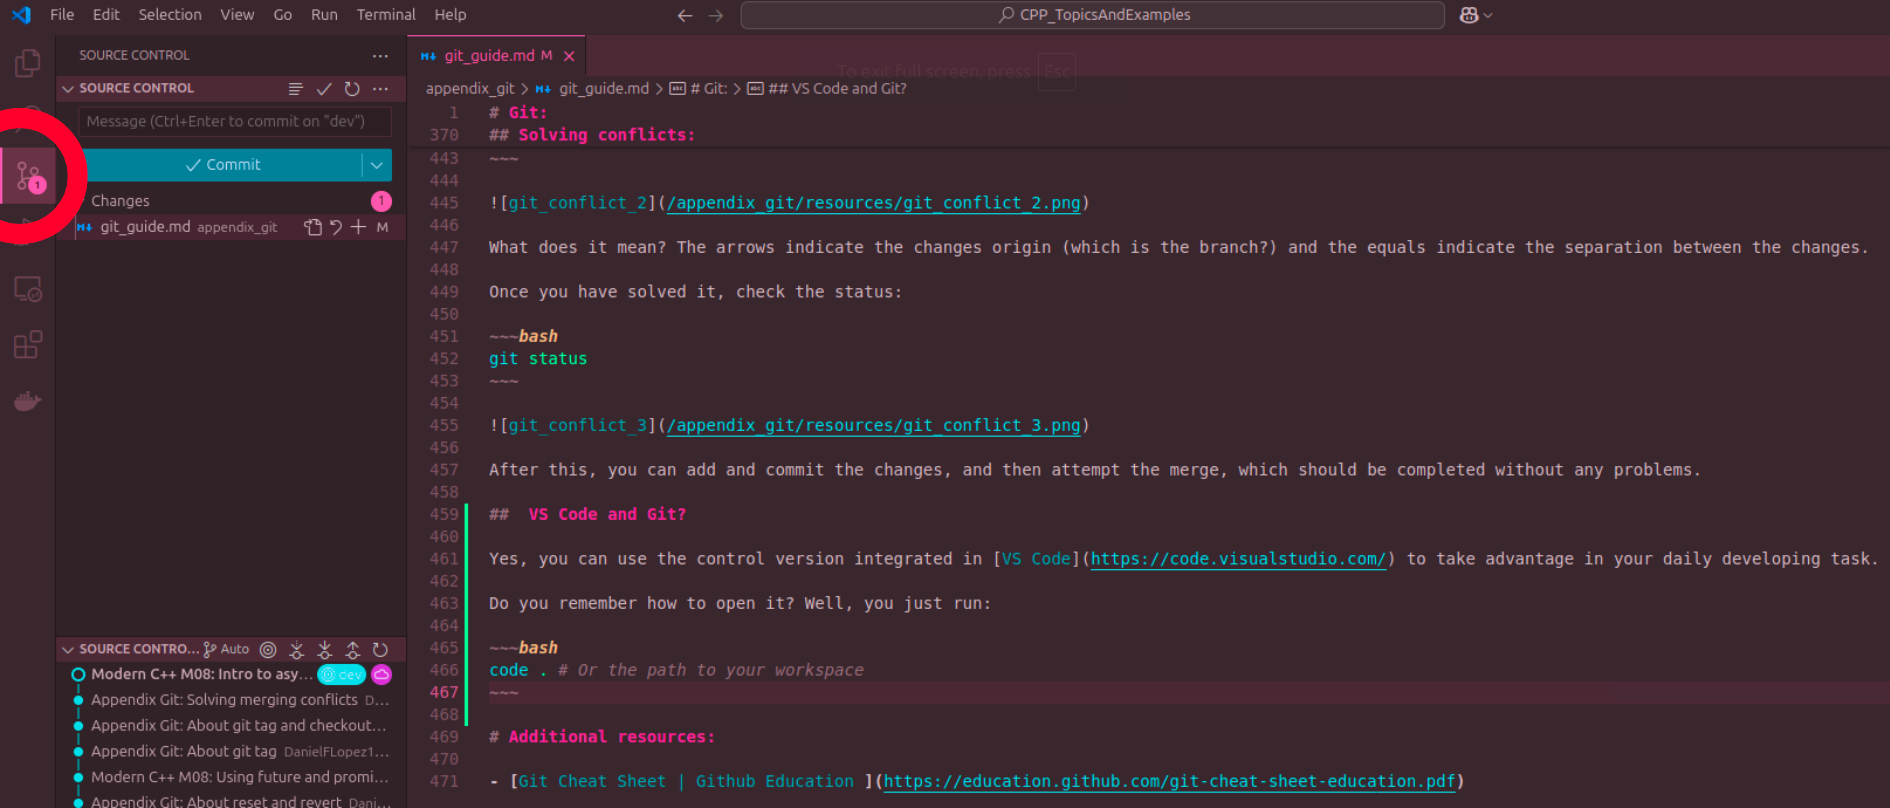 File Edit Selection View Go Run Terminal Help
CPP_TopicsAndExamples
SOURCE CONTROL
SOURCE CONTROL
Message (Ctrl+Enter to commit on "dev")
Commit
1
Changes 1
git_guide.md appendix_git M
SOURCE CONTRO... Auto
Modern C++ M08: Intro to asy... dev
Appendix Git: Solving merging conflicts D...
Appendix Git: About git tag and checkout...
Appendix Git: About git tag DanielFLopez1...
Modern C++ M08: Using future and promi...
Appendix Git: About reset and revert Dani...
git_guide.md M
To exit full screen, press Esc
appendix_git > git_guide.md > # Git: > ## VS Code and Git?
1 # Git:
370 ## Solving conflicts:
443 ~~~
444
445 ![git_conflict_2](/appendix_git/resources/git_conflict_2.png)
446
447 What does it mean? The arrows indicate the changes origin (which is the branch?) and the equals indicate the separation between the changes.
448
449 Once you have solved it, check the status:
450
451 ~~~bash
452 git status
453 ~~~
454
455 ![git_conflict_3](/appendix_git/resources/git_conflict_3.png)
456
457 After this, you can add and commit the changes, and then attempt the merge, which should be completed without any problems.
458
459 ##  VS Code and Git?
460
461 Yes, you can use the control version integrated in [VS Code](https://code.visualstudio.com/) to take advantage in your daily developing task.
462
463 Do you remember how to open it? Well, you just run:
464
465 ~~~bash
466 code . # Or the path to your workspace
467 ~~~
468
469 # Additional resources:
470
471 - [Git Cheat Sheet | Github Education ](https://education.github.com/git-cheat-sheet-education.pdf)